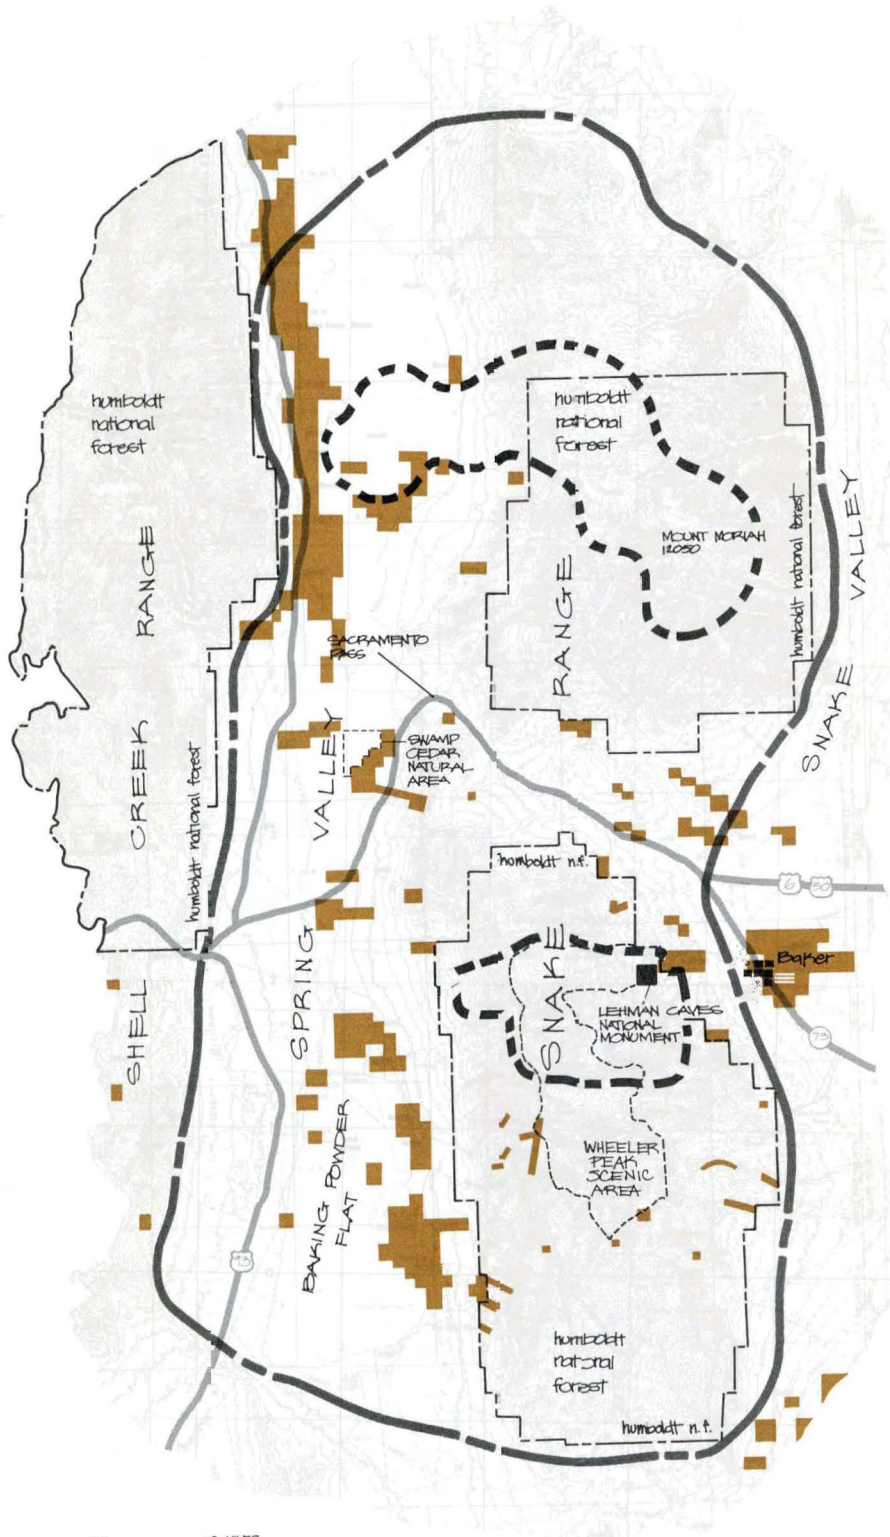 humboldt
national
forest
humboldt
national
forest
MOUNT MORIAH
12050
humboldt national forest
SNAKE VALLEY
SHELL CREEK RANGE
SNAKE RANGE
SACRAMENTO
PASS
SWAMP
CEDAR
NATURAL
AREA
SPRING VALLEY
humboldt national forest
humboldt n.f.
6
50
Baker
LEHMAN CAVES
NATIONAL
MONUMENT
73
WHEELER
PEAK
SCENIC
AREA
BAKING POWDER
FLAT
93
humboldt
national
forest
humboldt n.f.